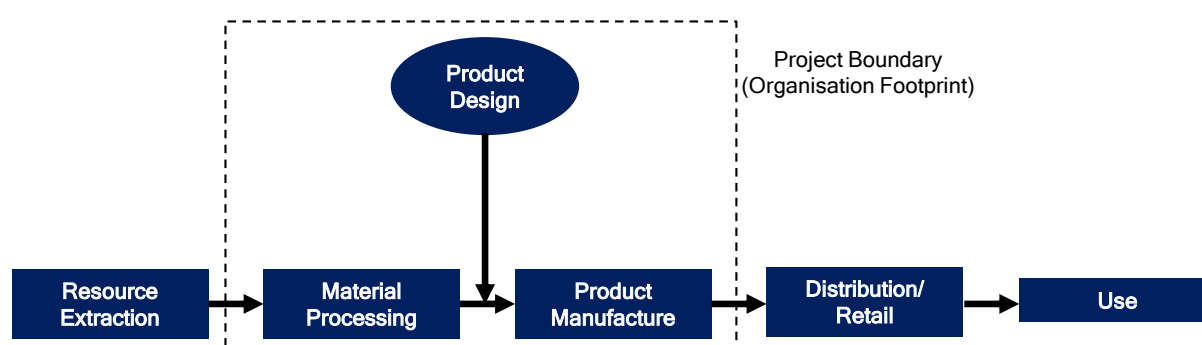 Product
Design
Project Boundary
(Organisation Footprint)
Resource
Extraction
Material
Processing
Product
Manufacture
Distribution/
Retail
Use